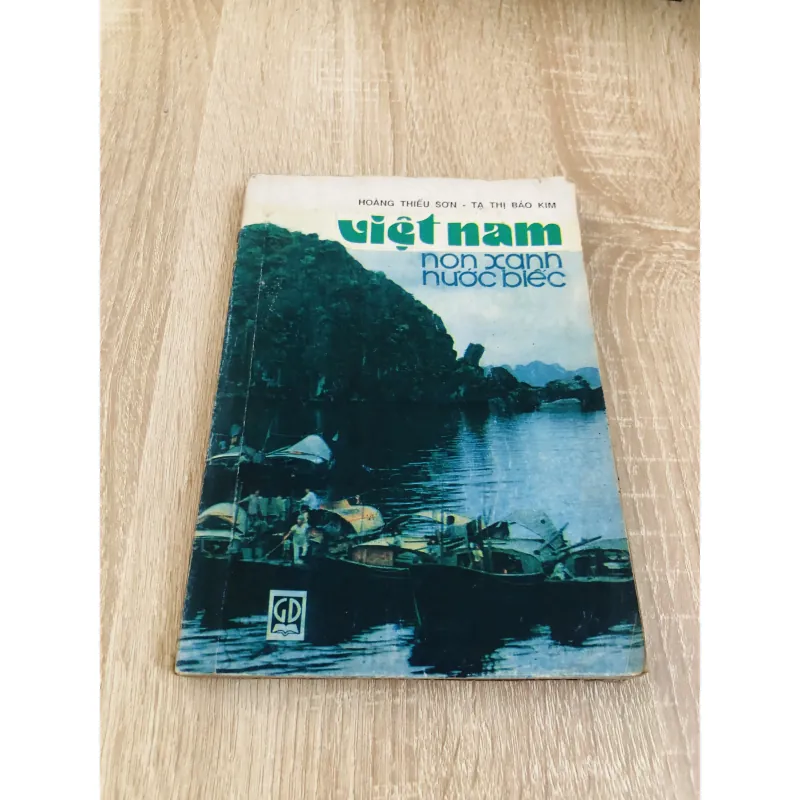 HOÀNG THIẾU SƠN - TẠ THỊ BẢO KIM
việt nam
non xanh
nước biếc
GD